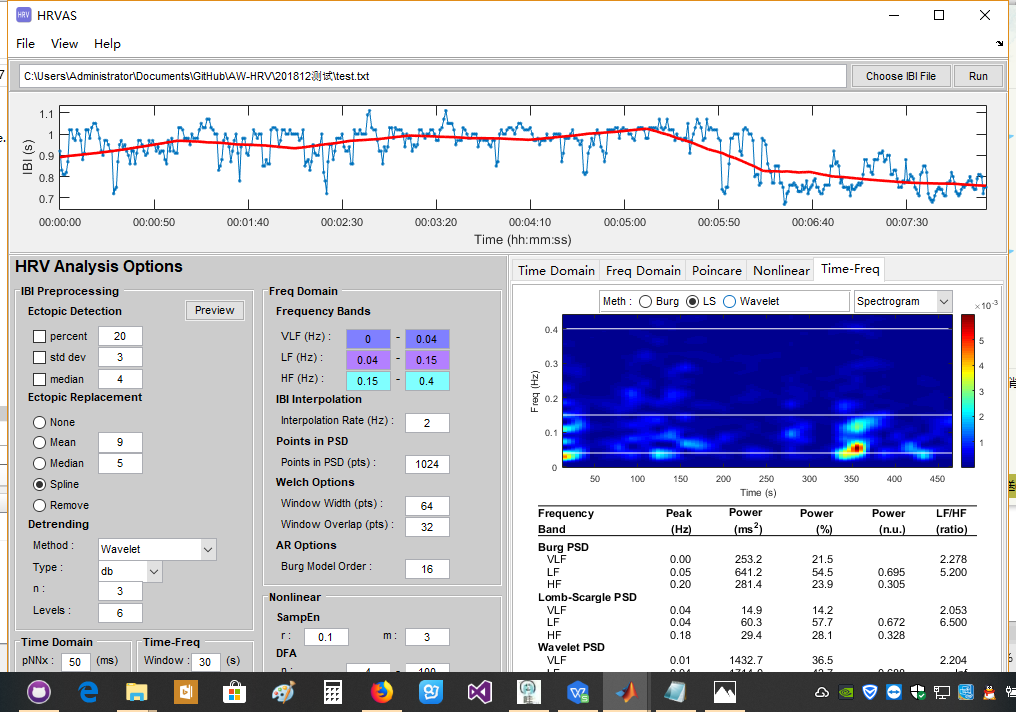 HRVAS
File View Help
C:\Users\Administrator\Documents\GitHub\AW-HRV\201812测试\test.txt Choose IBI File Run
IBI (s)
1.1
1
0.9
0.8
0.7
00:00:00 00:00:50 00:01:40 00:02:30 00:03:20 00:04:10 00:05:00 00:05:50 00:06:40 00:07:30
Time (hh:mm:ss)
HRV Analysis Options
IBI Preprocessing
Ectopic Detection Preview
percent 20
std dev 3
median 4
Ectopic Replacement
None
Mean 9
Median 5
Spline
Remove
Detrending
Method : Wavelet
Type : db
n : 3
Levels : 6
Time Domain
pNNx : 50 (ms)
Time-Freq
Window : 30 (s)
Freq Domain
Frequency Bands
VLF (Hz) : 0 - 0.04
LF (Hz) : 0.04 - 0.15
HF (Hz) : 0.15 - 0.4
IBI Interpolation
Interpolation Rate (Hz) : 2
Points in PSD
Points in PSD (pts) : 1024
Welch Options
Window Width (pts) : 64
Window Overlap (pts) : 32
AR Options
Burg Model Order : 16
Nonlinear
SampEn
r : 0.1 m : 3
DFA
n : 4 - 100
Time Domain Freq Domain Poincare Nonlinear Time-Freq
Meth : Burg LS Wavelet Spectrogram
×10⁻³
Freq (Hz)
0.4
0.3
0.2
0.1
0
5
4
3
2
1
50 100 150 200 250 300 350 400 450
Time (s)
Frequency Peak Power Power Power LF/HF
Band (Hz) (ms²) (%) (n.u.) (ratio)
Burg PSD
VLF 0.00 253.2 21.5 2.278
LF 0.05 641.2 54.5 0.695 5.200
HF 0.20 281.4 23.9 0.305
Lomb-Scargle PSD
VLF 0.04 14.9 14.2 2.053
LF 0.04 60.3 57.7 0.672 6.500
HF 0.18 29.4 28.1 0.328
Wavelet PSD
VLF 0.01 1432.7 36.5 2.204